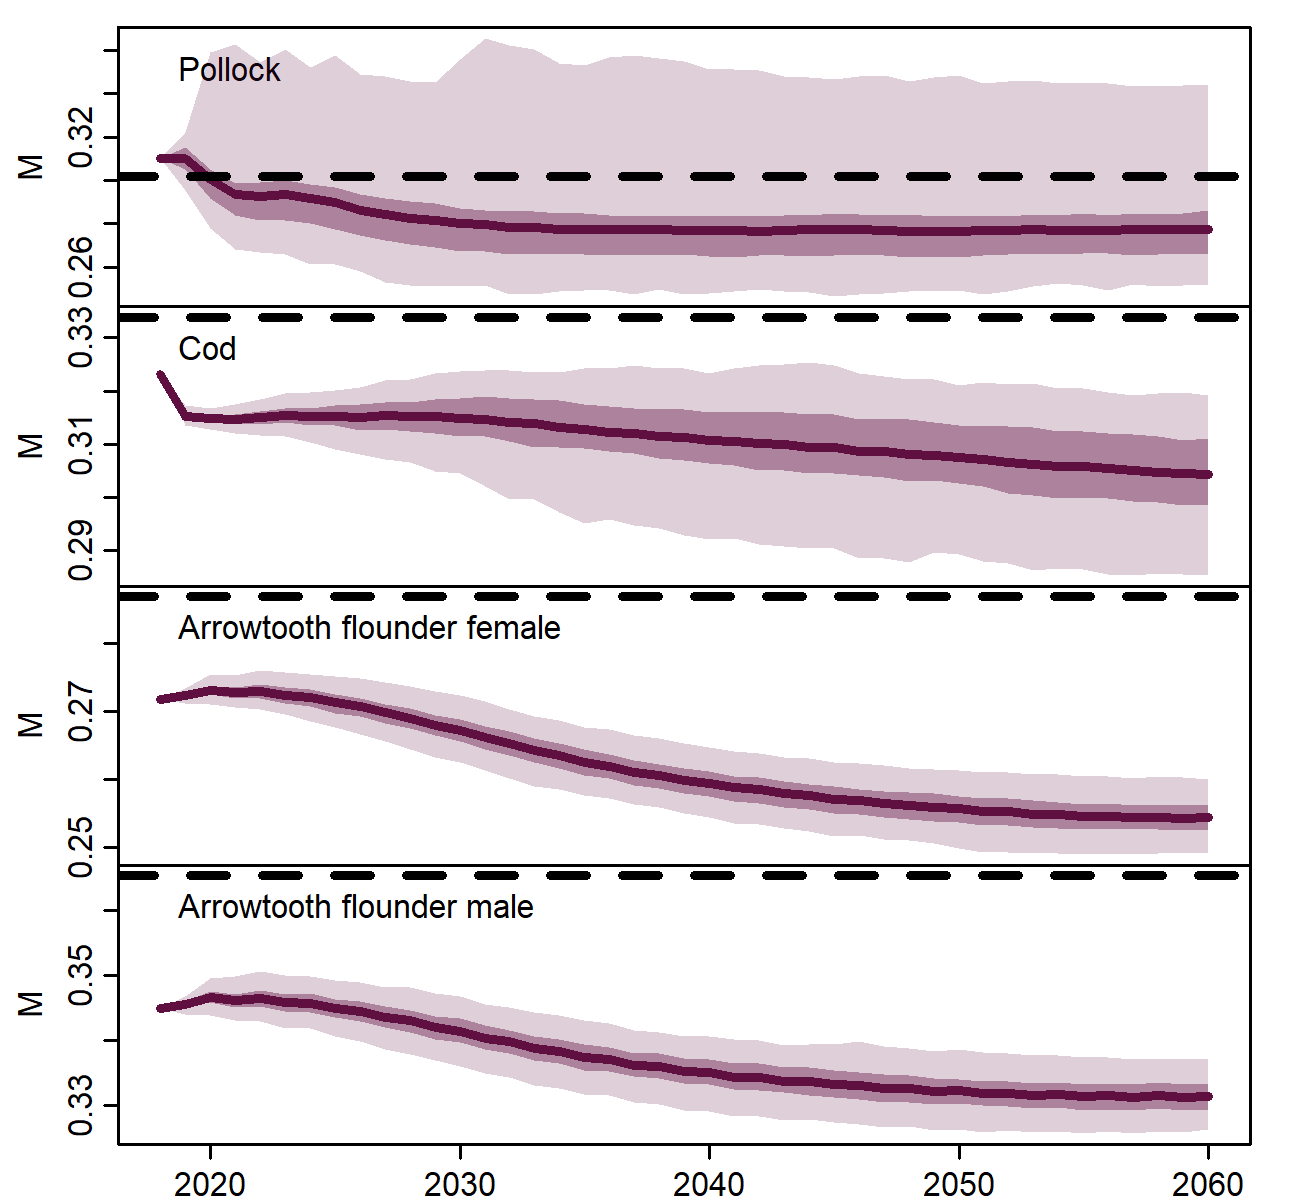 Pollock
M
0.32
0.26
Cod
M
0.33
0.31
0.29
Arrowtooth flounder female
M
0.27
0.25
Arrowtooth flounder male
M
0.35
0.33
2020 2030 2040 2050 2060